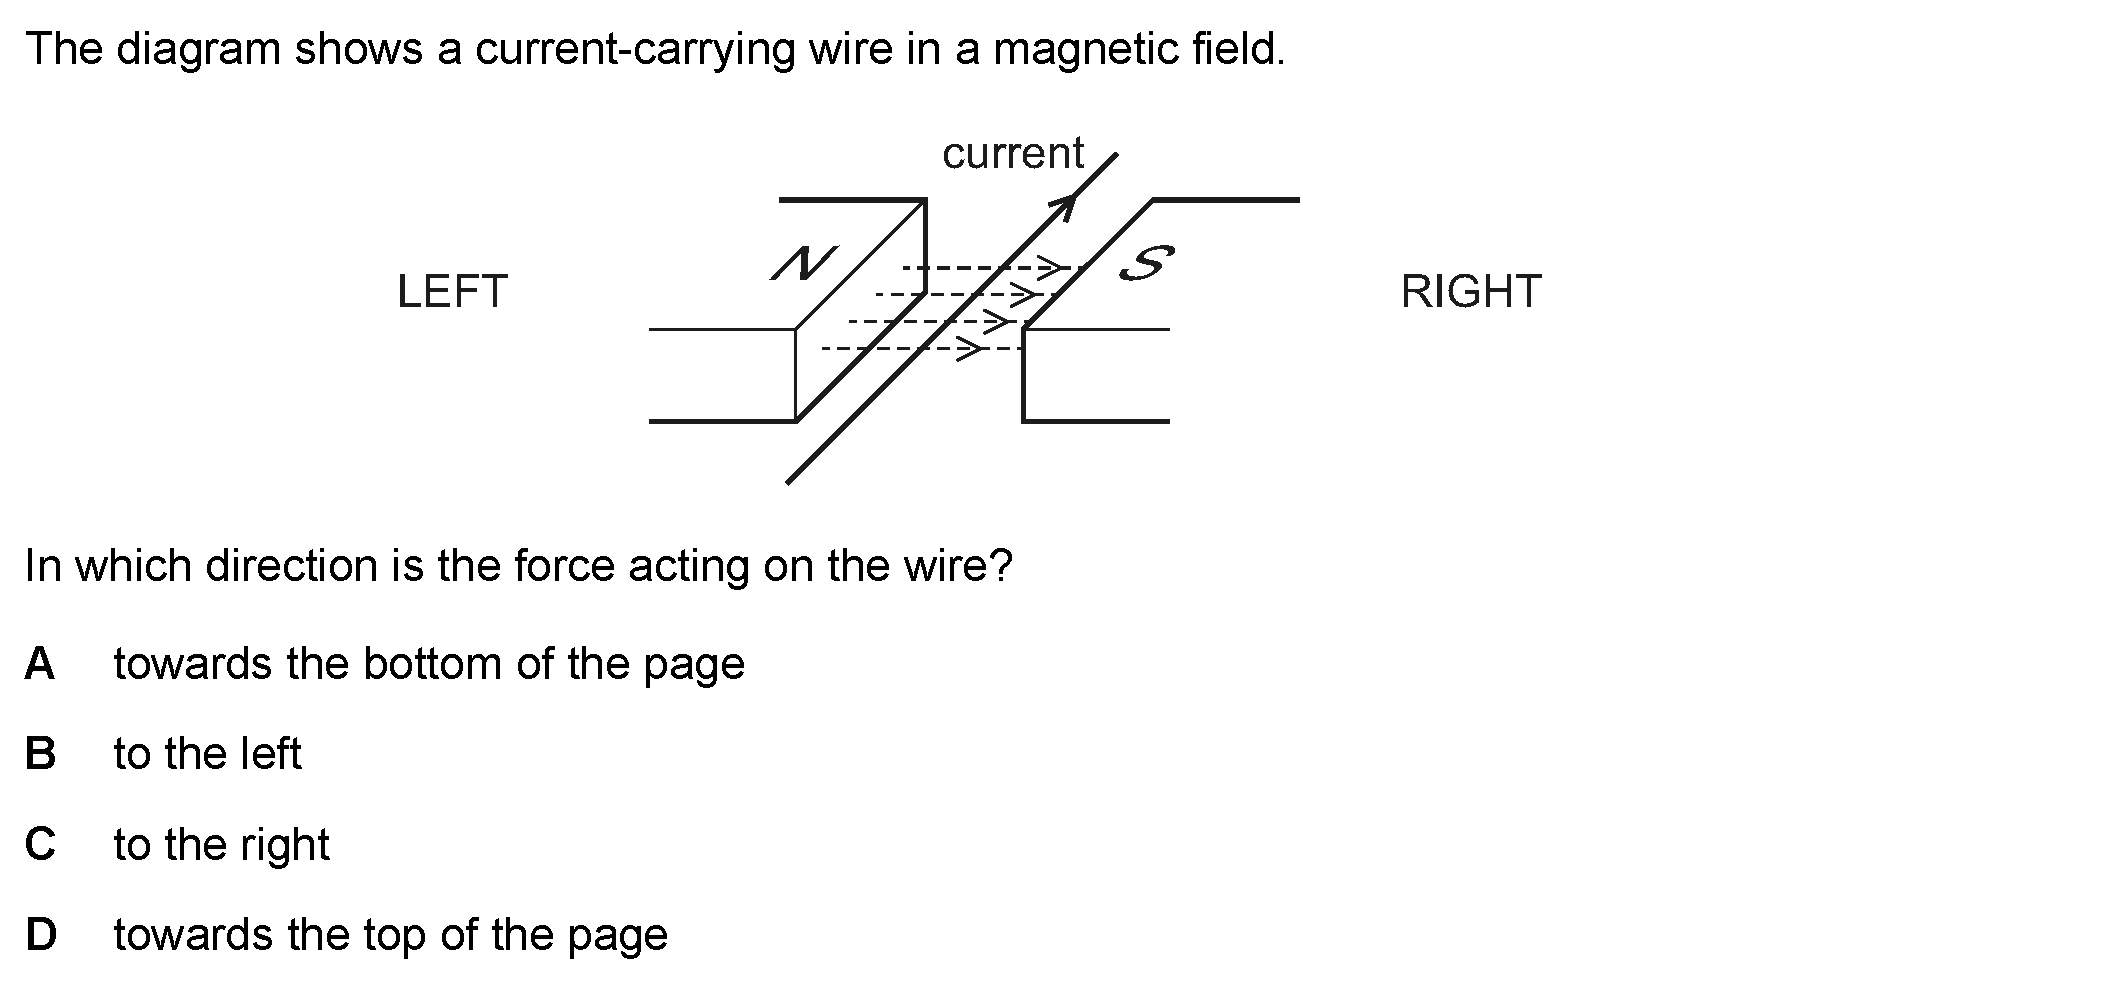 The diagram shows a current-carrying wire in a magnetic field.
current
N
S
LEFT
RIGHT
In which direction is the force acting on the wire?
A towards the bottom of the page
B to the left
C to the right
D towards the top of the page